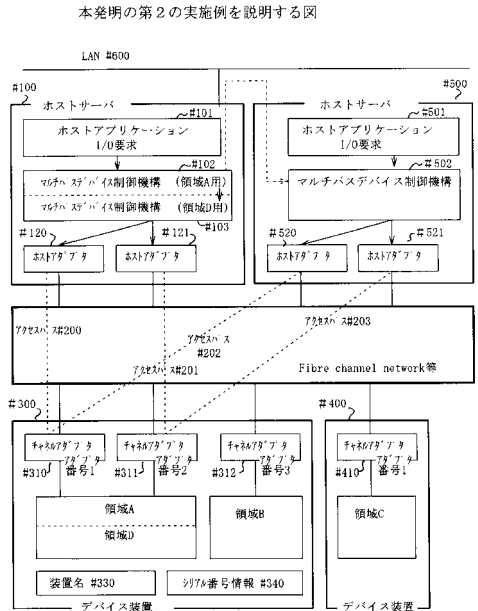 本発明の第２の実施例を説明する図
LAN #600
#100
ホストサーバ
#101
ホストアプリケーション
I/O要求
#102
マルチパスデバイス制御機構 (領域A用)
マルチパスデバイス制御機構 (領域D用)
#103
#120
#121
ホストアダプタ
ホストアダプタ
#500
ホストサーバ
#501
ホストアプリケーション
I/O要求
#502
マルチパスデバイス制御機構
#520
#521
ホストアダプタ
ホストアダプタ
アクセスパス#200
アクセスパス
#202
アクセスパス#203
アクセスパス#201
Fibre channel network等
#300
チャネルアダプタ
アダプタ
番号1
#310
チャネルアダプタ
アダプタ
番号2
#311
チャネルアダプタ
アダプタ
番号3
#312
領域A
領域D
領域B
装置名 #330
シリアル番号情報 #340
デバイス装置
#400
チャネルアダプタ
アダプタ
番号1
#410
領域C
デバイス装置